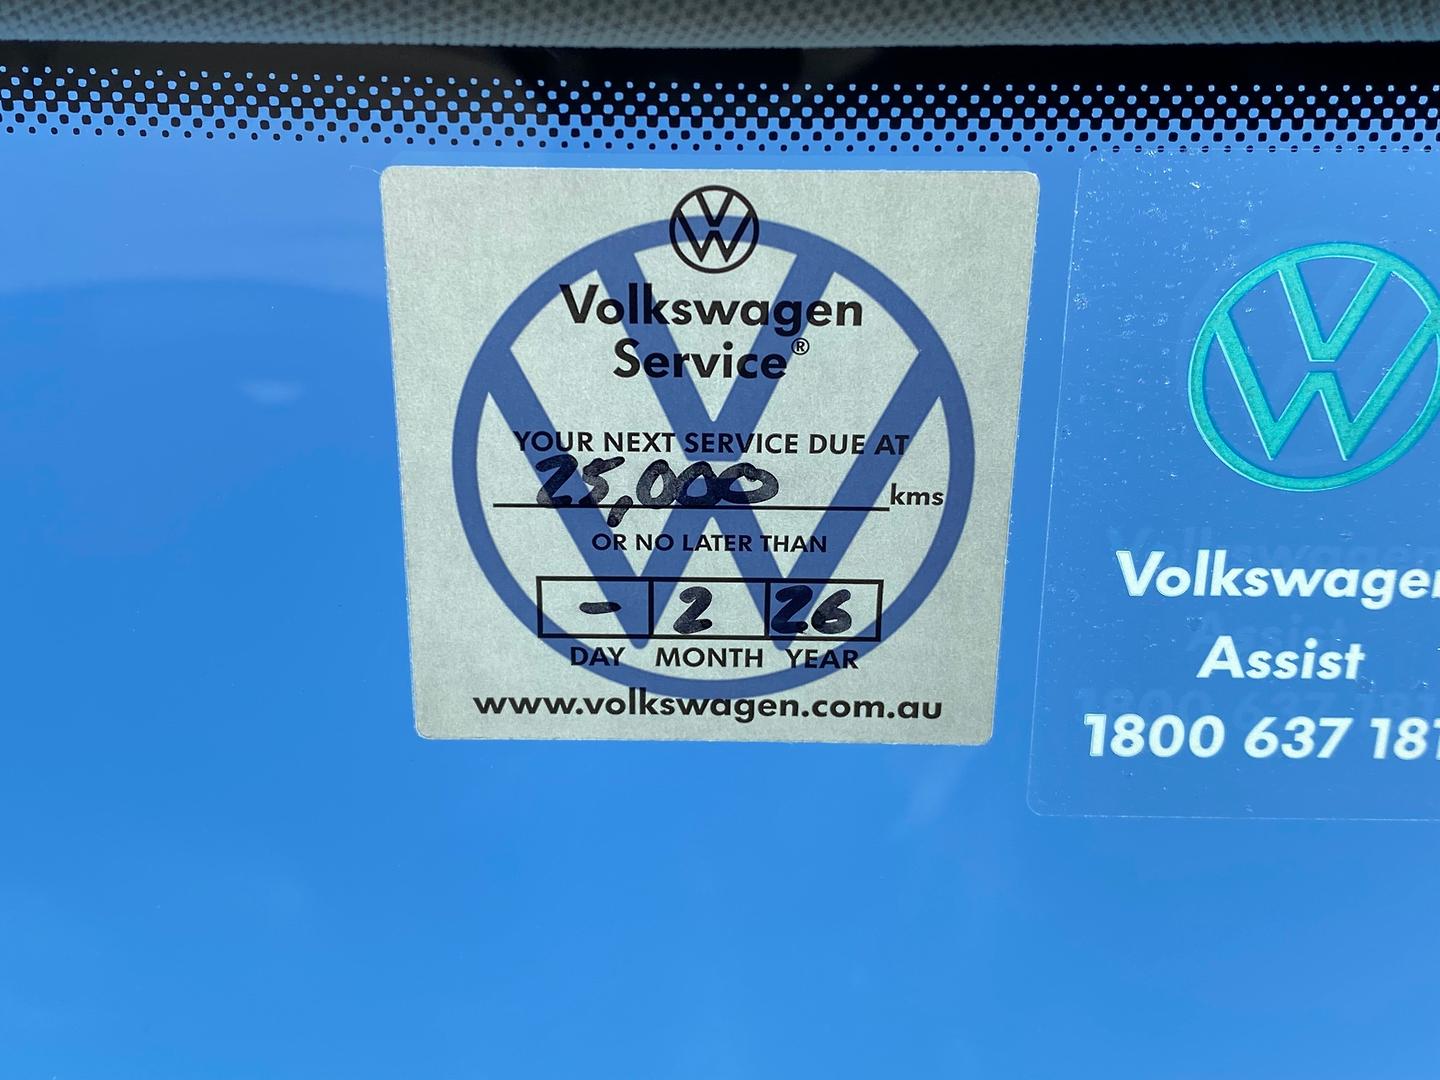 Volkswagen
Service®
YOUR NEXT SERVICE DUE AT
25,000 kms
OR NO LATER THAN
- 2 26
DAY MONTH YEAR
www.volkswagen.com.au
Volkswagen
Assist
1800 637 181